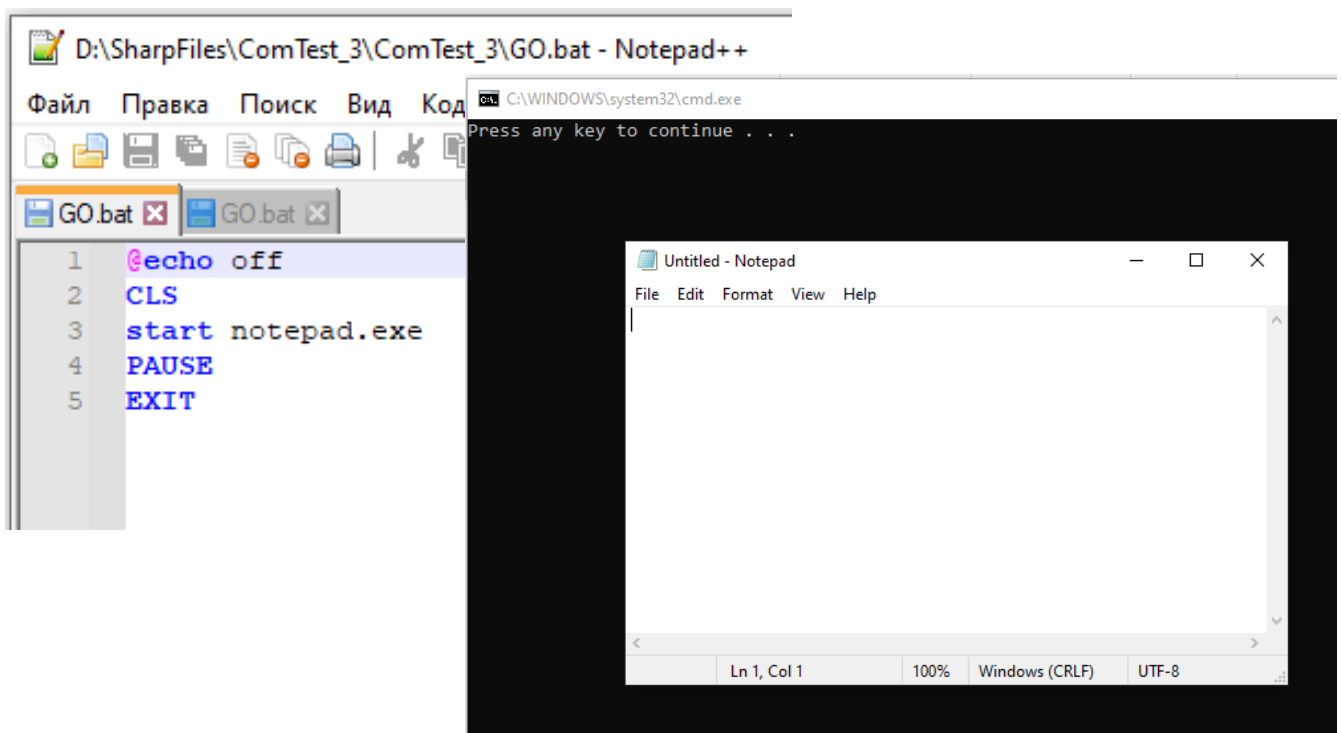 D:\SharpFiles\ComTest_3\ComTest_3\GO.bat - Notepad++
Файл Правка Поиск Вид Код
GO.bat GO.bat
1 @echo off
2 CLS
3 start notepad.exe
4 PAUSE
5 EXIT
C:\WINDOWS\system32\cmd.exe
Press any key to continue . . .
Untitled - Notepad
File Edit Format View Help
Ln 1, Col 1 100% Windows (CRLF) UTF-8